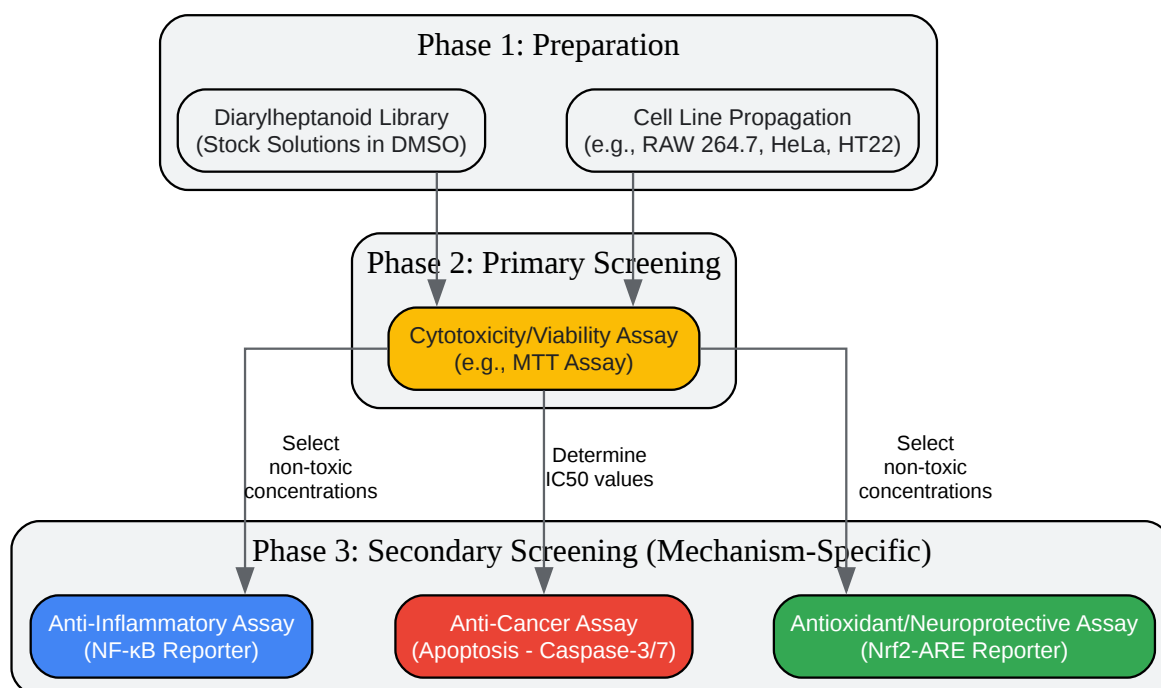 Phase 1: Preparation
Diarylheptanoid Library
(Stock Solutions in DMSO)
Cell Line Propagation
(e.g., RAW 264.7, HeLa, HT22)
Phase 2: Primary Screening
Cytotoxicity/Viability Assay
(e.g., MTT Assay)
Select
non-toxic
concentrations
Determine
IC50 values
Select
non-toxic
concentrations
Phase 3: Secondary Screening (Mechanism-Specific)
Anti-Inflammatory Assay
(NF-κB Reporter)
Anti-Cancer Assay
(Apoptosis - Caspase-3/7)
Antioxidant/Neuroprotective Assay
(Nrf2-ARE Reporter)